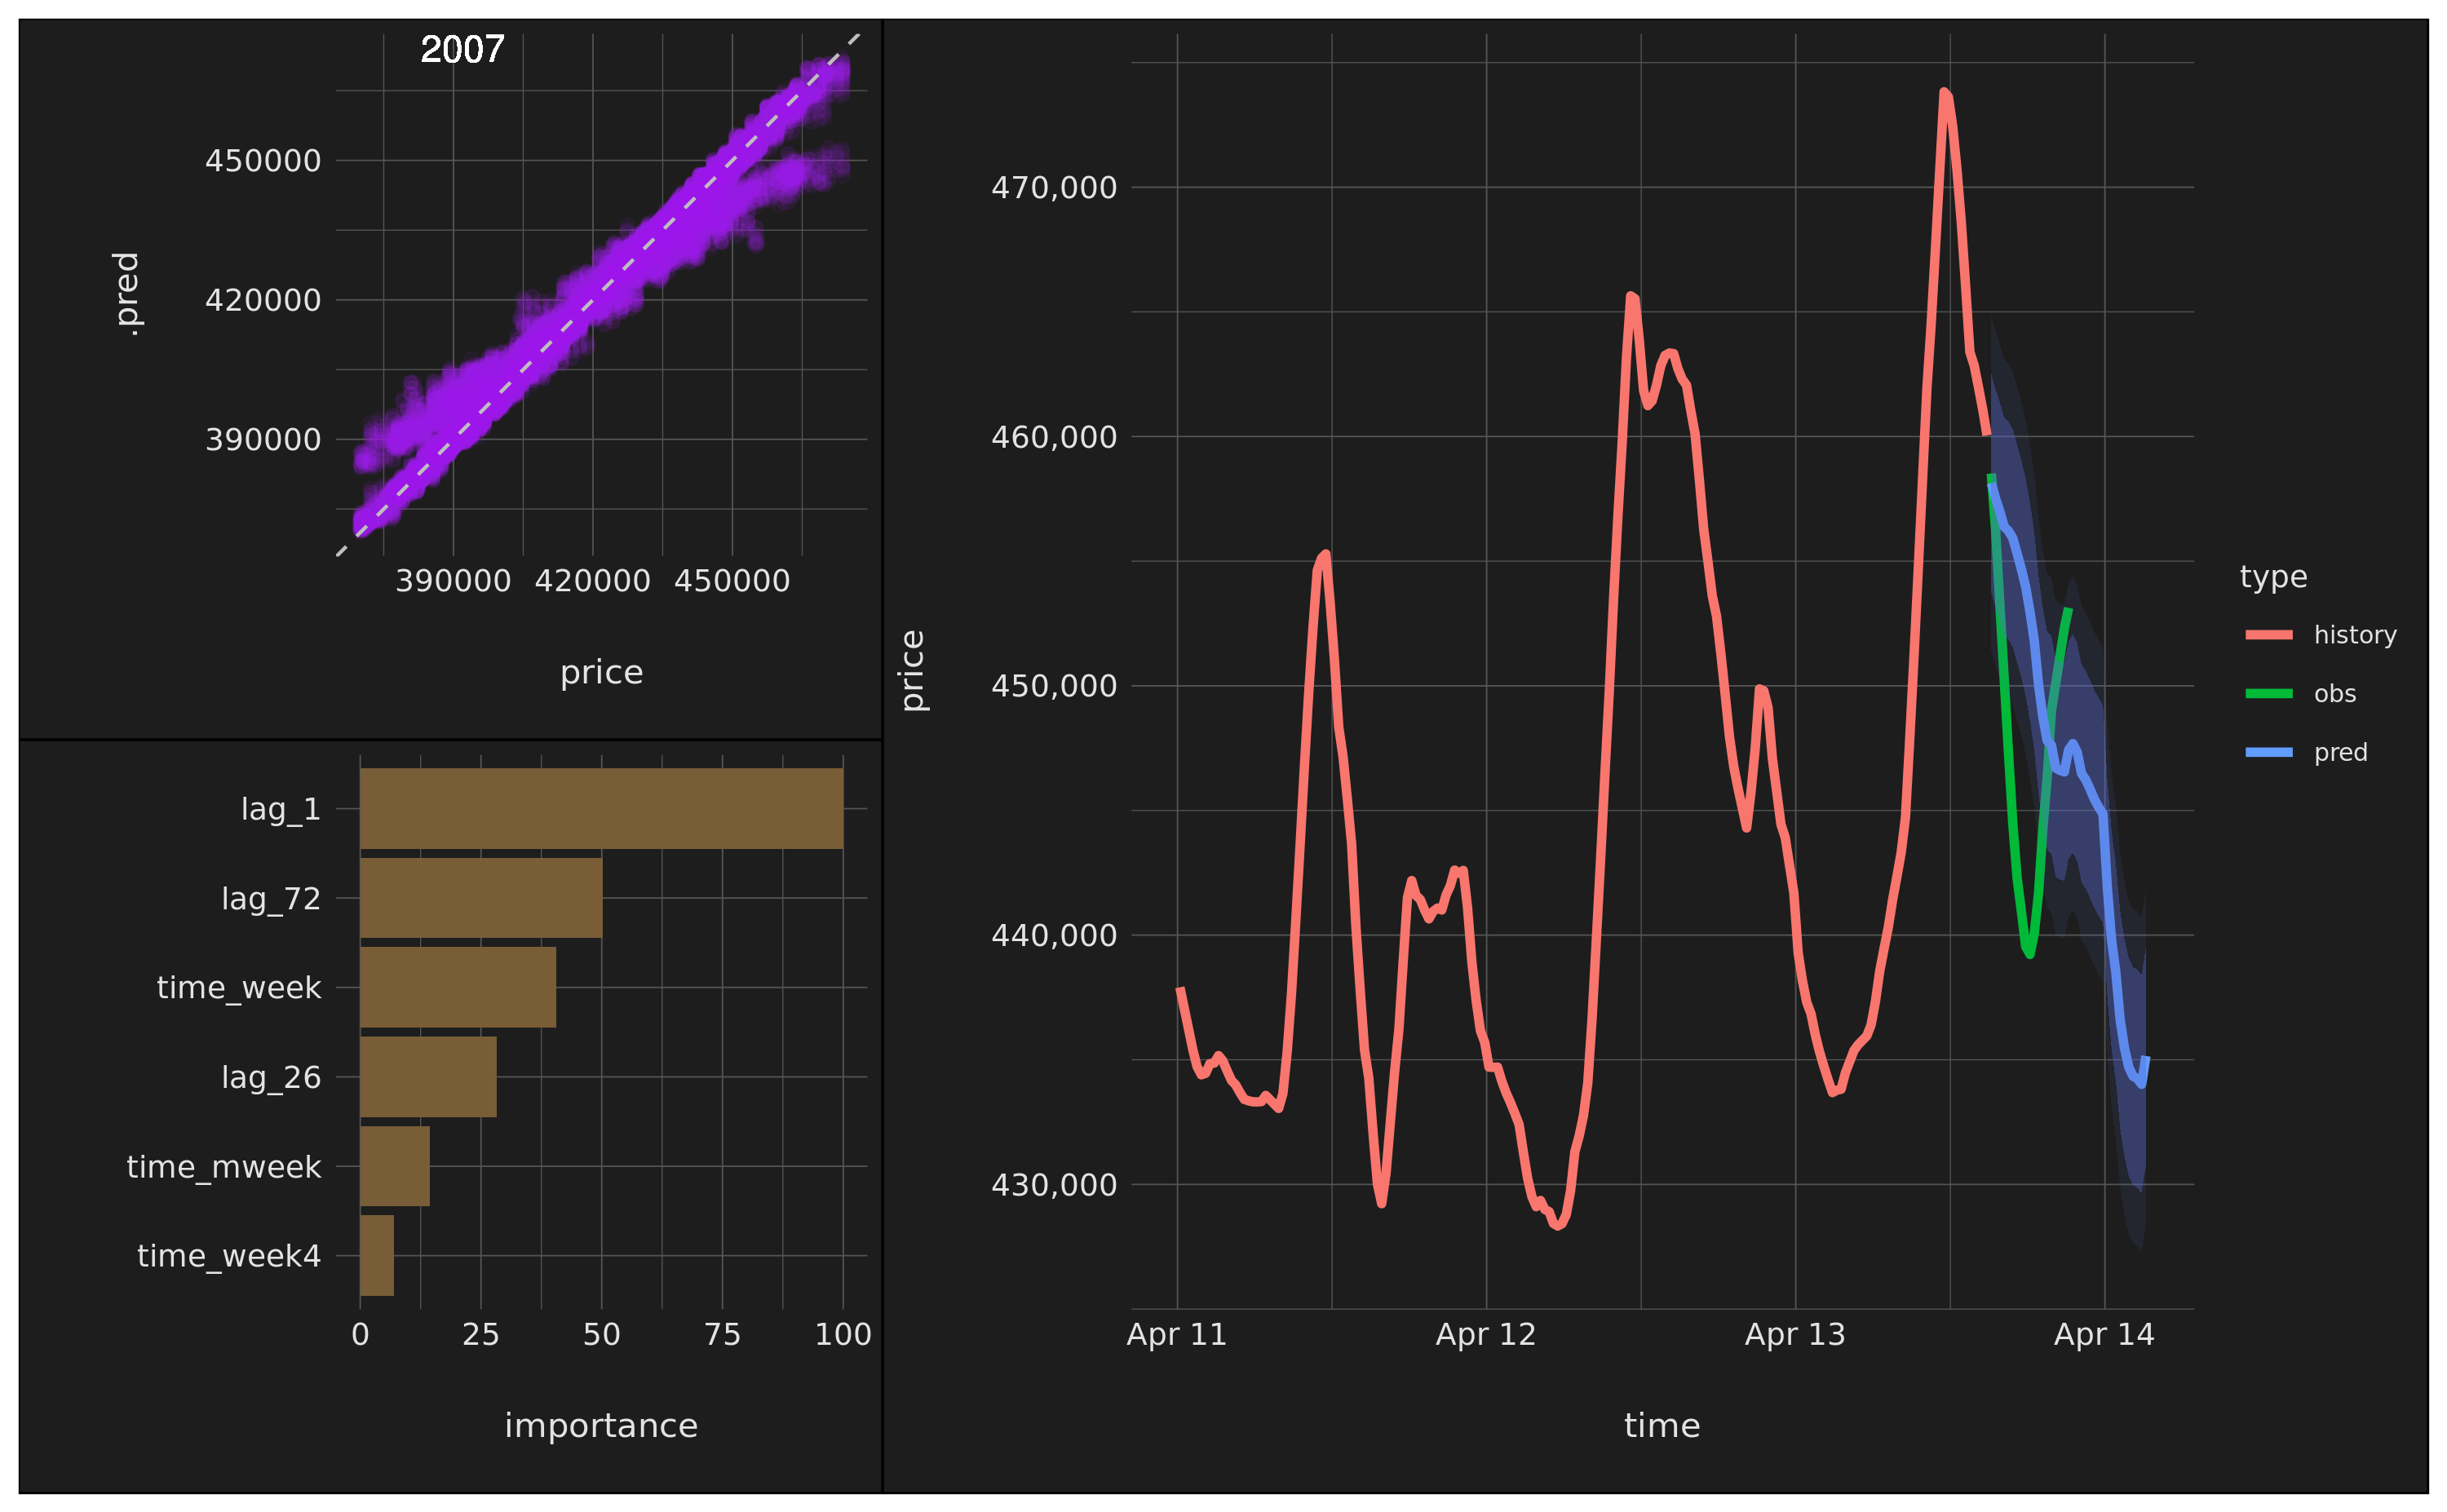 2007
.pred
450000
420000
390000
390000 420000 450000
price
lag_1
lag_72
time_week
lag_26
time_mweek
time_week4
0 25 50 75 100
importance
price
470,000
460,000
450,000
440,000
430,000
Apr 11 Apr 12 Apr 13 Apr 14
time
type
history
obs
pred